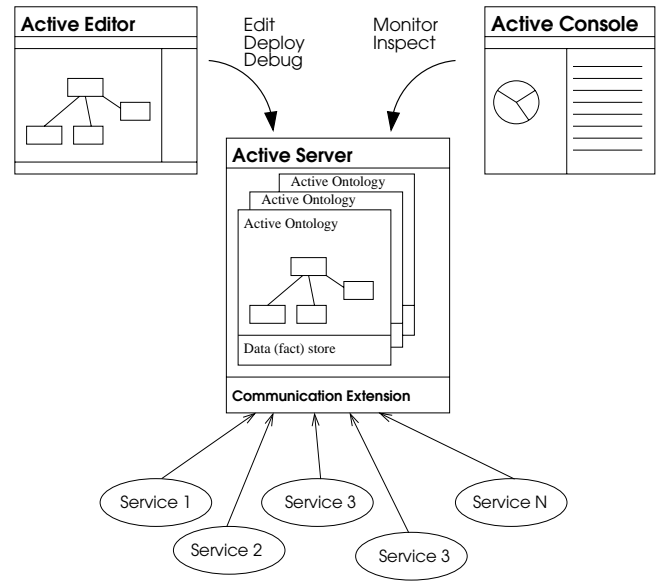 Active Editor
Edit
Deploy
Debug
Monitor
Inspect
Active Console
Active Server
Active Ontology
Active Ontology
Active Ontology
Data (fact) store
Communication Extension
Service 1
Service 3
Service N
Service 2
Service 3